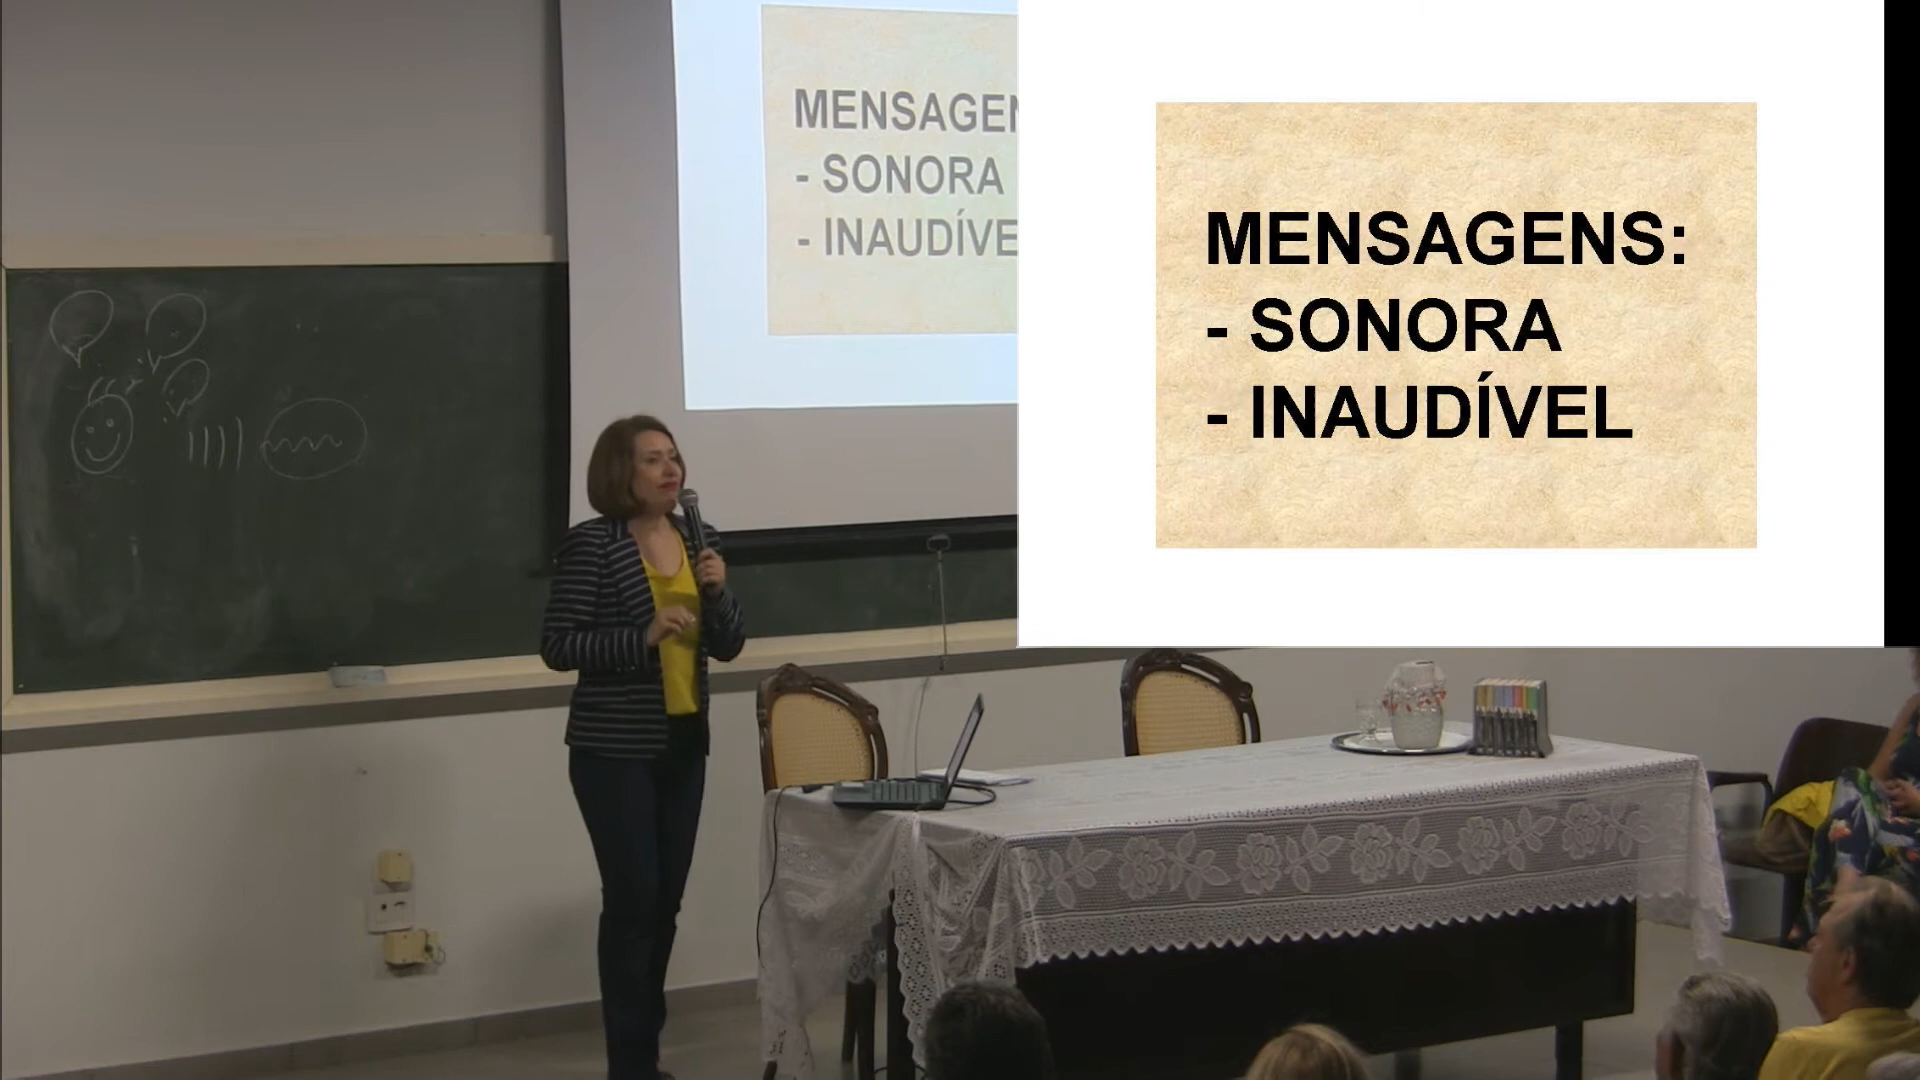 MENSAGEN
- SONORA
- INAUDÍVE
MENSAGENS:
- SONORA
- INAUDÍVEL